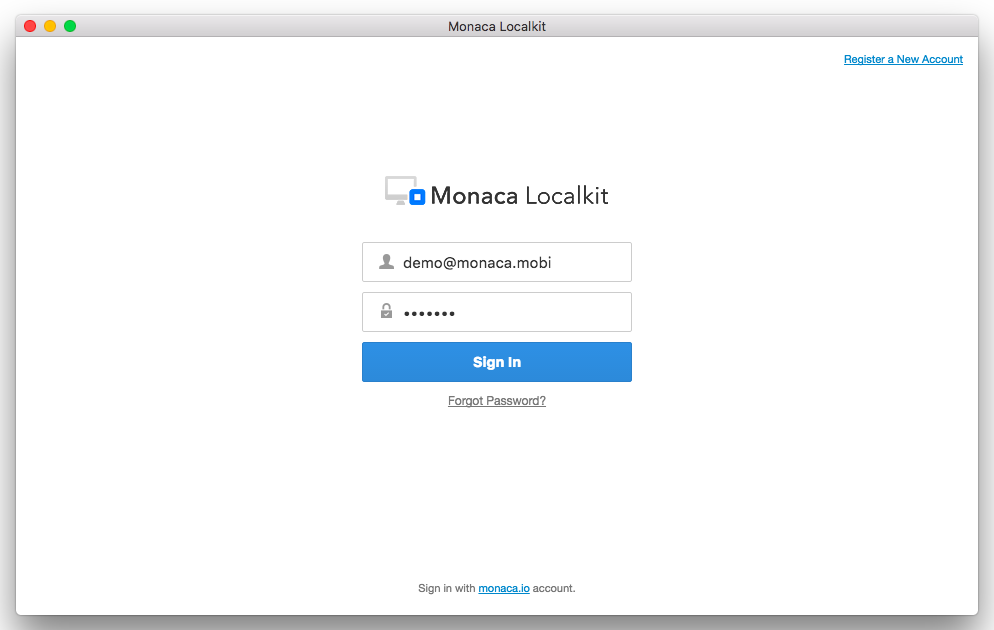 Monaca Localkit
Register a New Account
Monaca Localkit
demo@monaca.mobi
•••••••
Sign In
Forgot Password?
Sign in with monaca.io account.